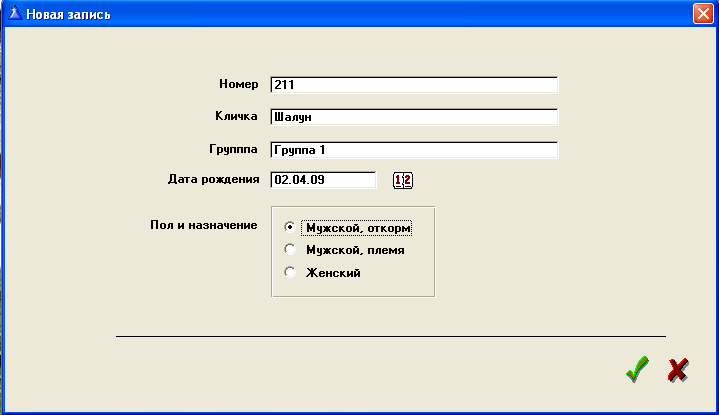 Новая запись
Номер 211
Кличка Шалун
Групппа Группа 1
Дата рождения 02.04.09 12
Пол и назначение
Мужской, откорм
Мужской, племя
Женский